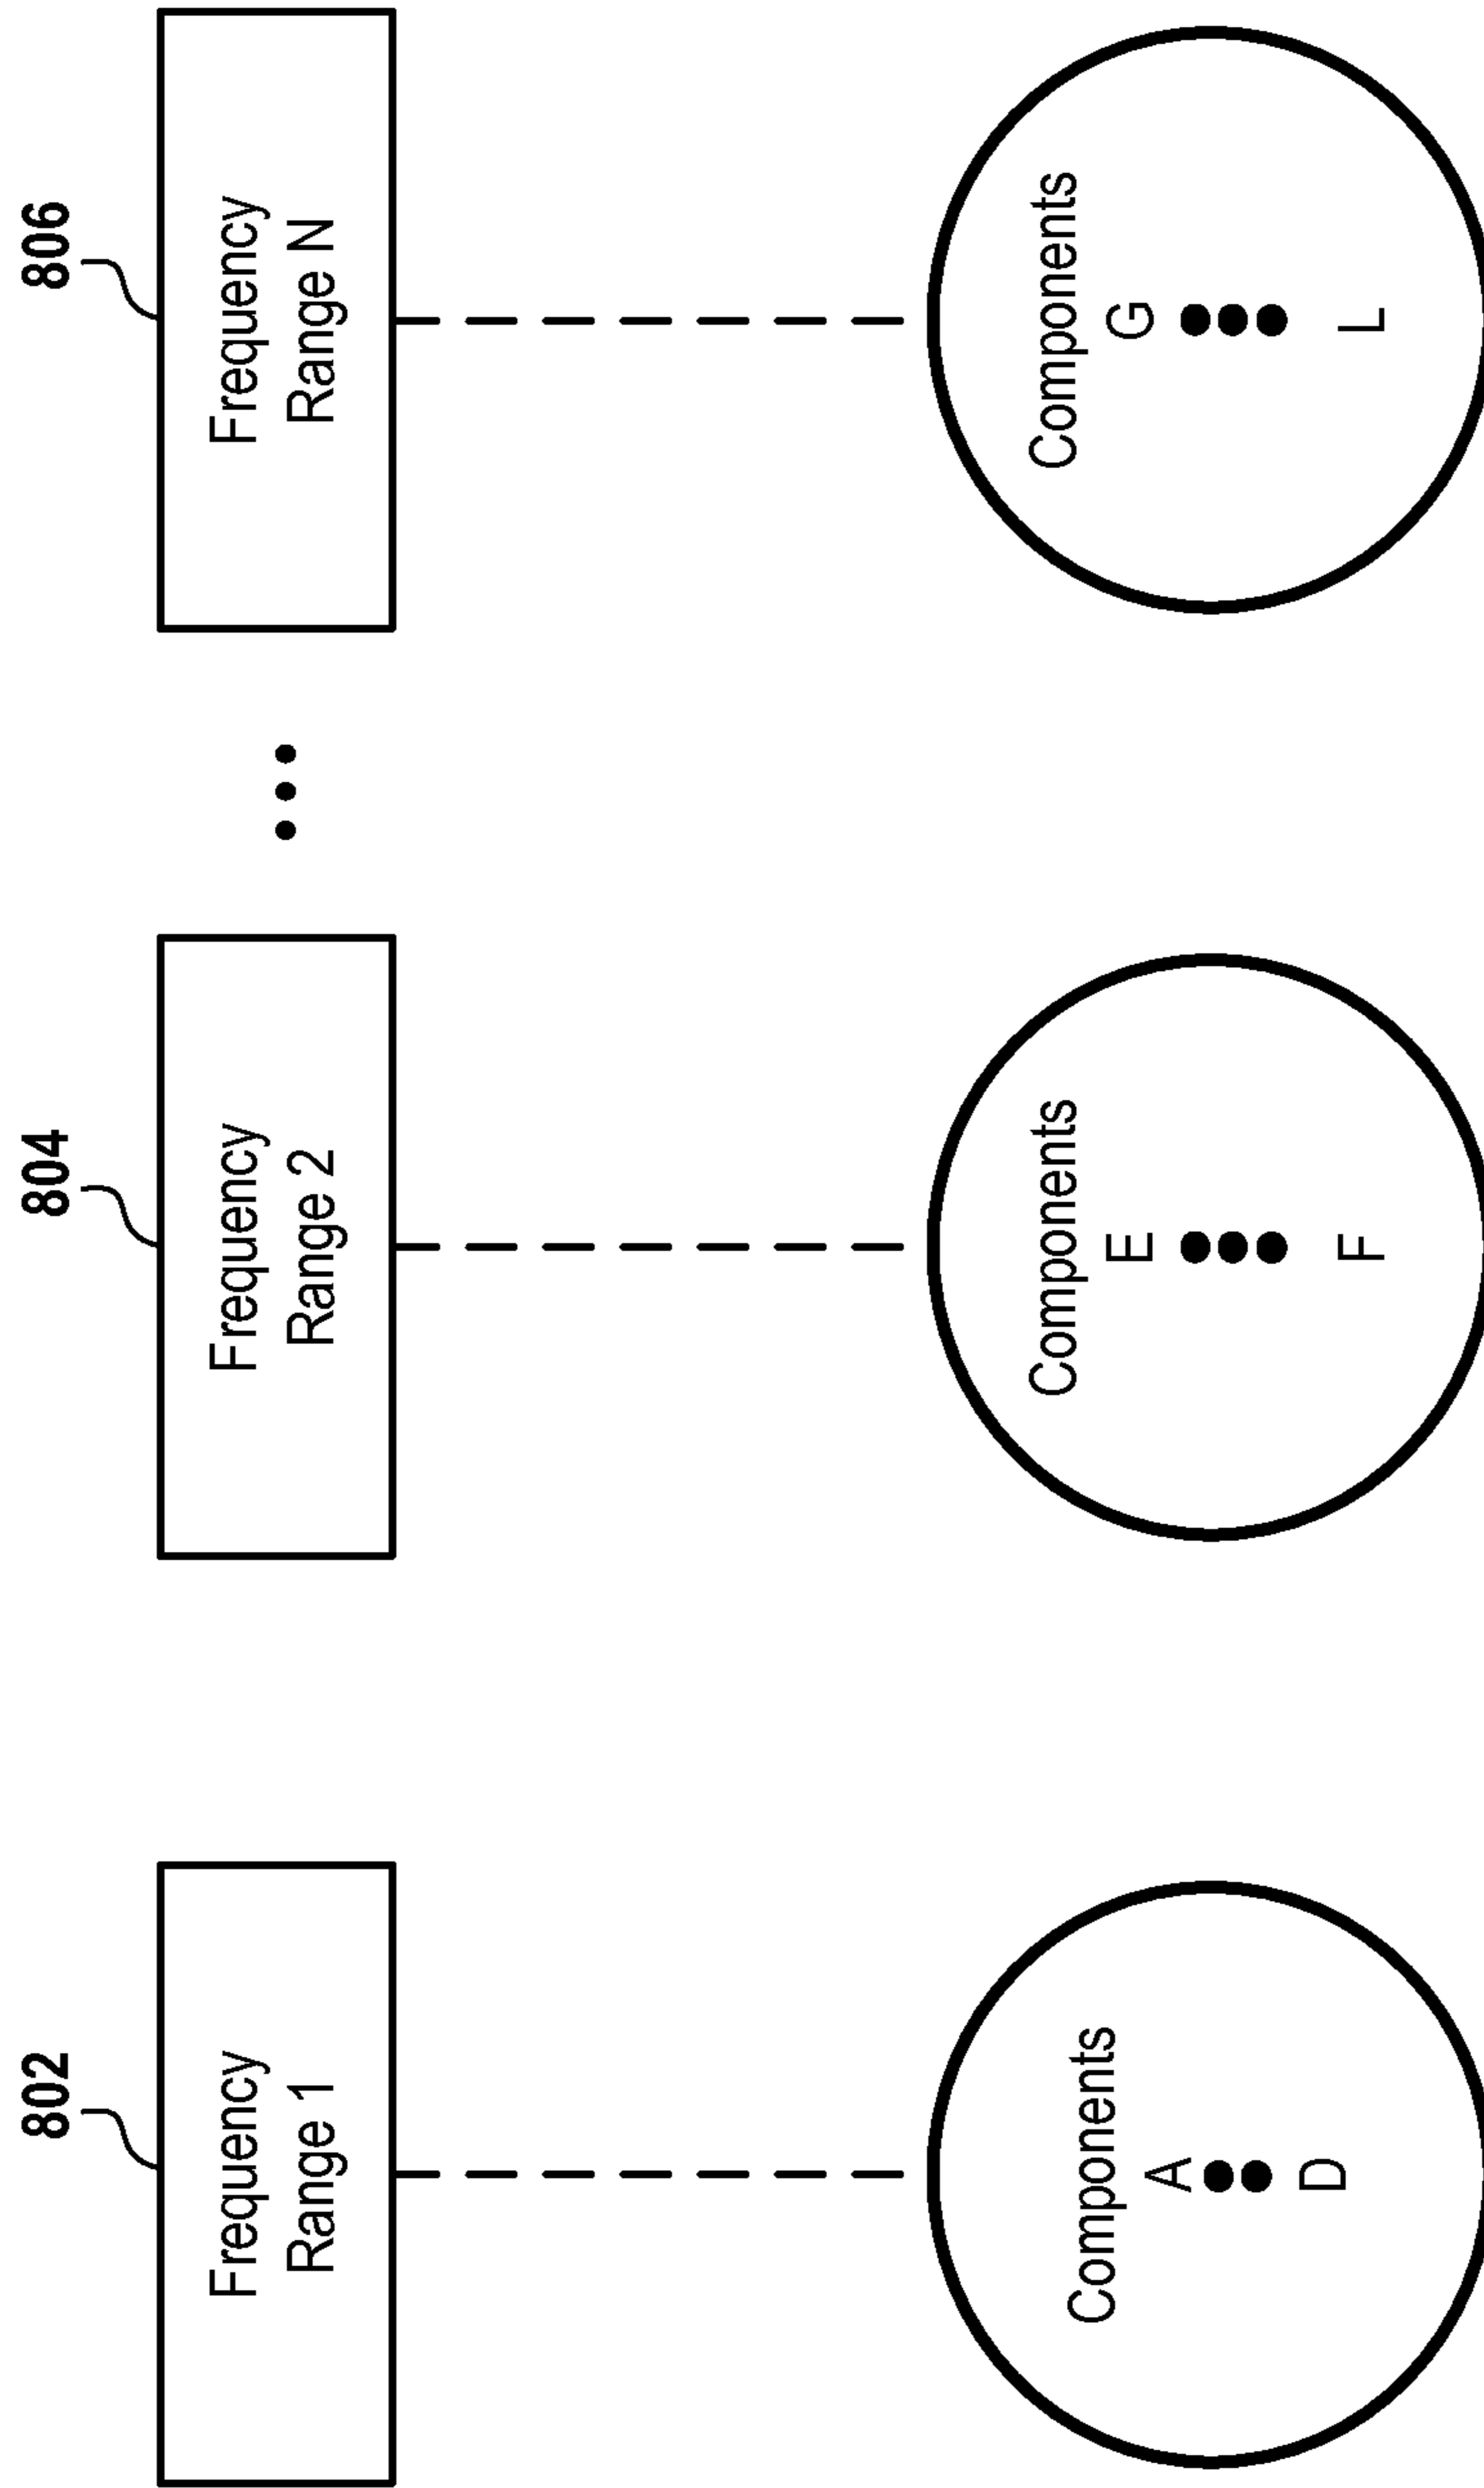 802
Frequency
Range 1
Components
A
D
804
Frequency
Range 2
Components
E
F
806
Frequency
Range N
Components
G
L